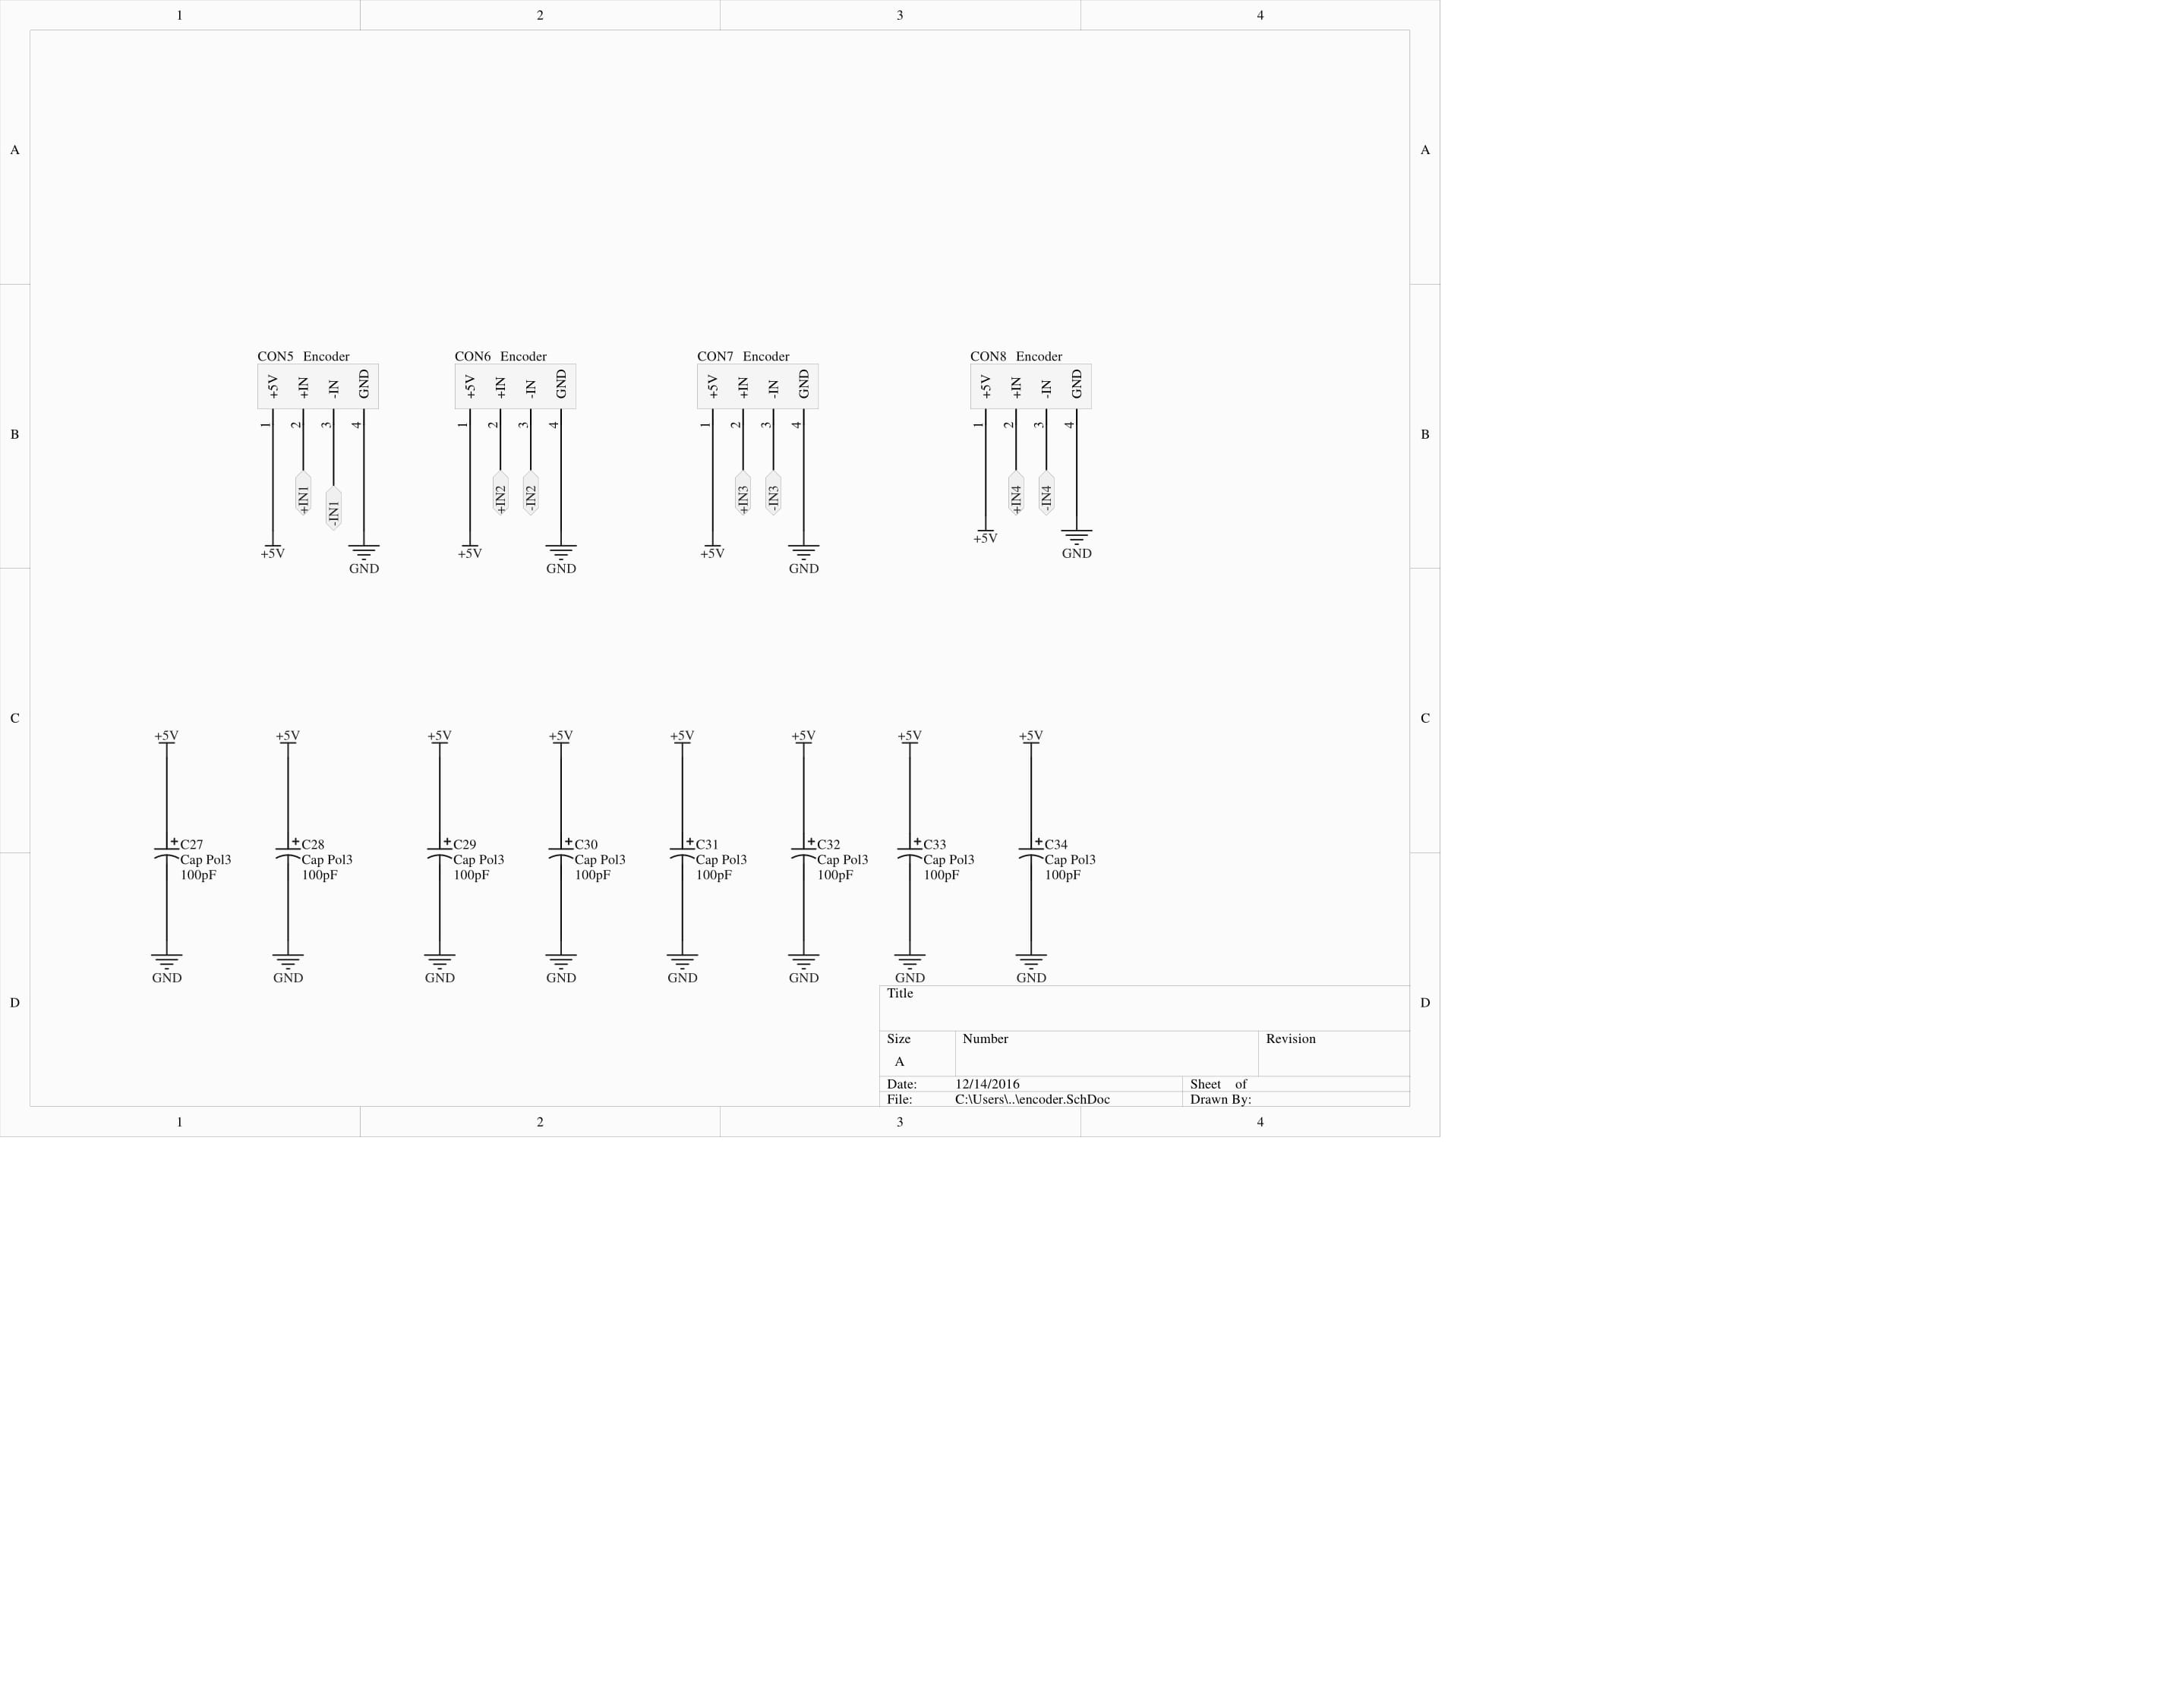 1 2 3 4
A A
CON5 Encoder CON6 Encoder CON7 Encoder CON8 Encoder
+5V +IN -IN GND +5V +IN -IN GND +5V +IN -IN GND +5V +IN -IN GND
1 2 3 4 1 2 3 4 1 2 3 4 1 2 3 4
B B
+IN1 -IN1 +IN2 -IN2 +IN3 -IN3 +IN4 -IN4
+5V +5V +5V +5V
GND GND GND GND
C C
+5V +5V +5V +5V +5V +5V +5V +5V
+C27 +C28 +C29 +C30 +C31 +C32 +C33 +C34
Cap Pol3 Cap Pol3 Cap Pol3 Cap Pol3 Cap Pol3 Cap Pol3 Cap Pol3 Cap Pol3
100pF 100pF 100pF 100pF 100pF 100pF 100pF 100pF
GND GND GND GND GND GND GND GND
D D
Title
Size Number Revision
A
Date: 12/14/2016 Sheet of
File: C:\Users\..\encoder.SchDoc Drawn By:
1 2 3 4